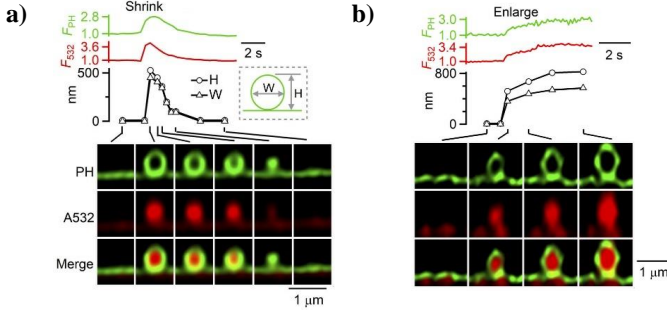 a)
Shrink
F_PH
2.8
1.0
F_532
3.6
1.0
2 s
500
nm
0
H
W
W
H
PH
A532
Merge
1 μm
b)
Enlarge
F_PH
3.0
1.0
F_532
3.4
1.0
2 s
800
nm
0
1 μm